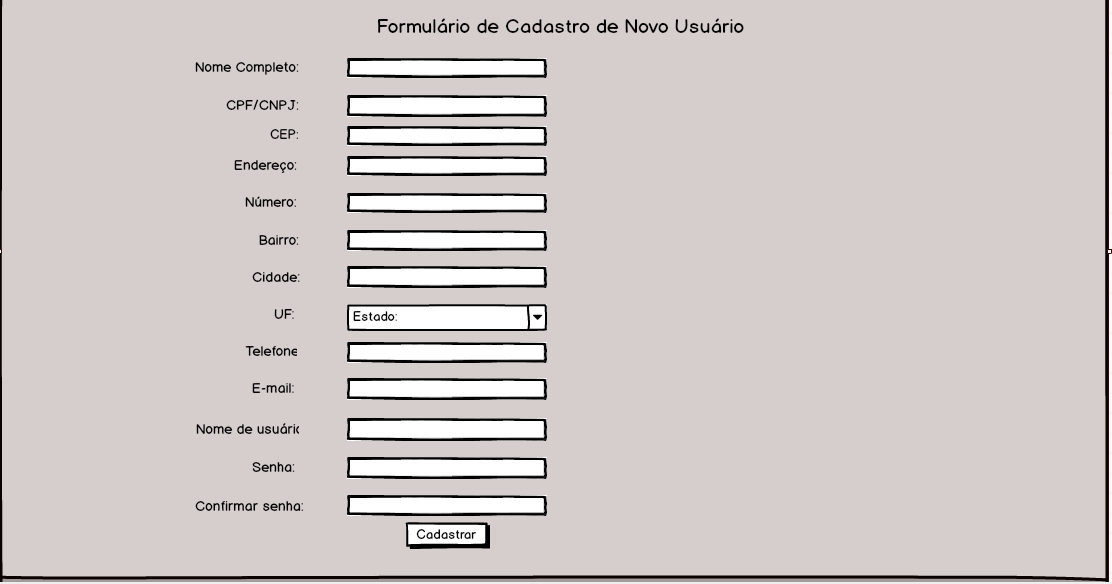 Formulário de Cadastro de Novo Usuário
Nome Completo:
CPF/CNPJ:
CEP:
Endereço:
Número:
Bairro:
Cidade:
UF: Estado:
Telefone
E-mail:
Nome de usuário
Senha:
Confirmar senha:
Cadastrar